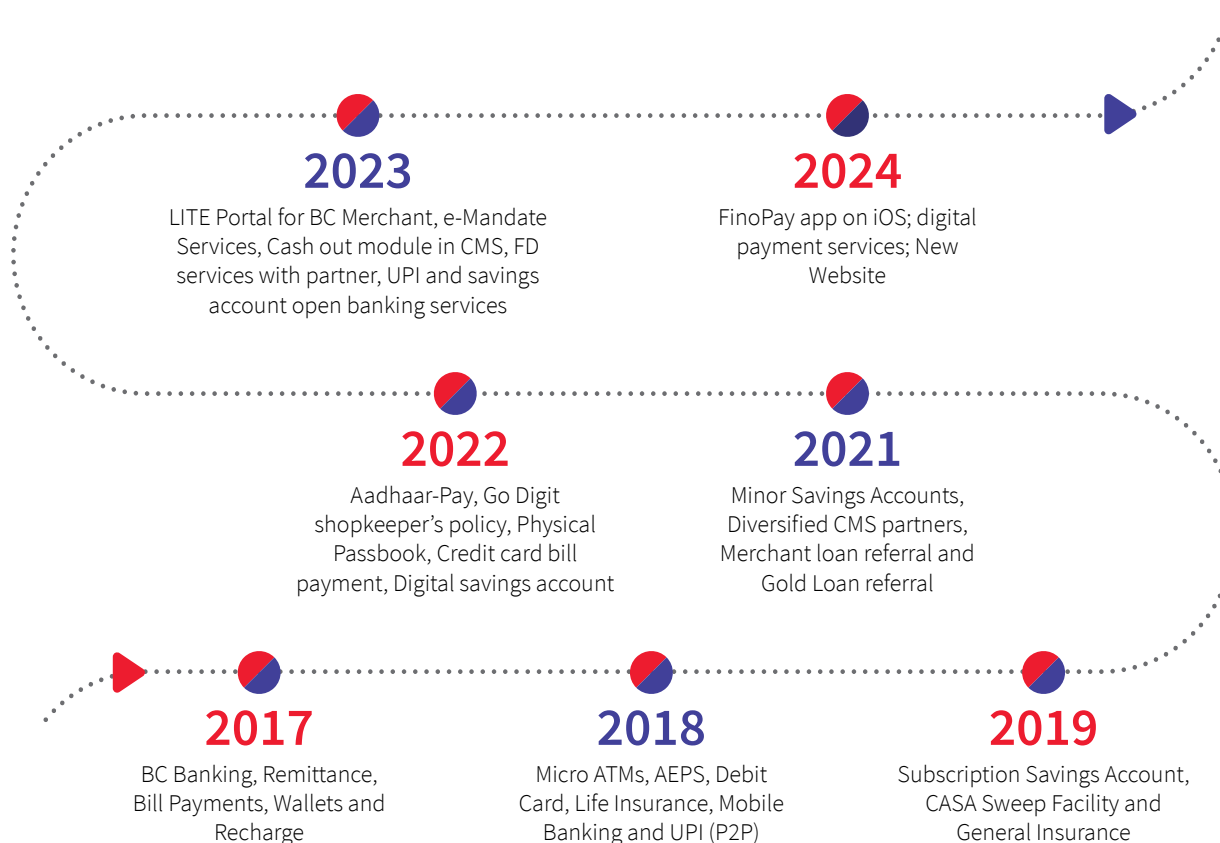 2023
LITE Portal for BC Merchant, e-Mandate
Services, Cash out module in CMS, FD
services with partner, UPI and savings
account open banking services
2024
FinoPay app on iOS; digital
payment services; New
Website
2022
Aadhaar-Pay, Go Digit
shopkeeper’s policy, Physical
Passbook, Credit card bill
payment, Digital savings account
2021
Minor Savings Accounts,
Diversified CMS partners,
Merchant loan referral and
Gold Loan referral
2017
BC Banking, Remittance,
Bill Payments, Wallets and
Recharge
2018
Micro ATMs, AEPS, Debit
Card, Life Insurance, Mobile
Banking and UPI (P2P)
2019
Subscription Savings Account,
CASA Sweep Facility and
General Insurance